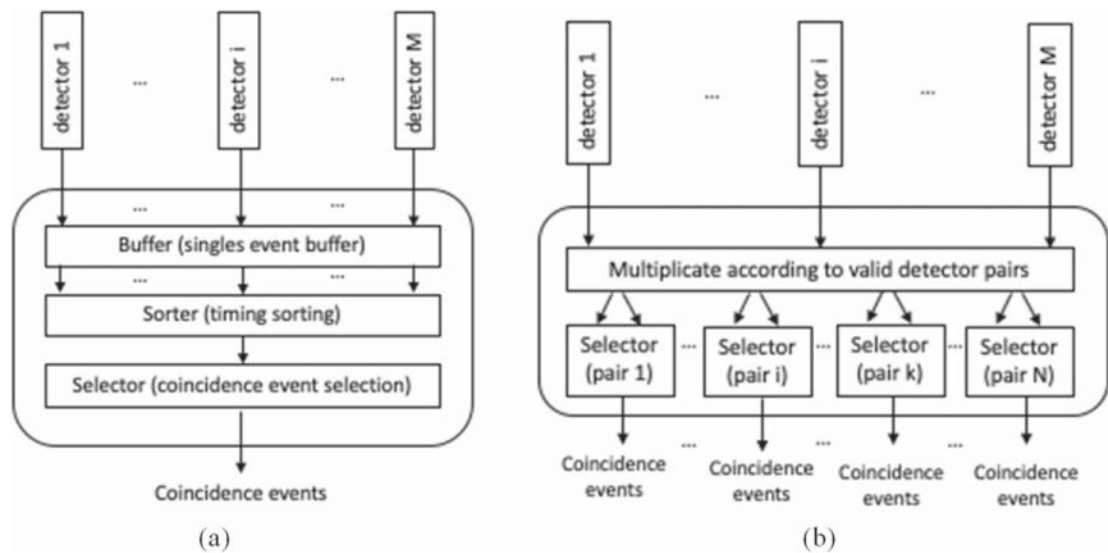 detector 1
...
detector i
...
detector M
...
...
Buffer (singles event buffer)
...
...
Sorter (timing sorting)
Selector (coincidence event selection)
Coincidence events
(a)
detector 1
...
detector i
...
detector M
Multiplicate according to valid detector pairs
Selector
(pair 1)
...
Selector
(pair i)
...
Selector
(pair k)
...
Selector
(pair N)
Coincidence
events
...
Coincidence
events
...
Coincidence
events
...
Coincidence
events
(b)